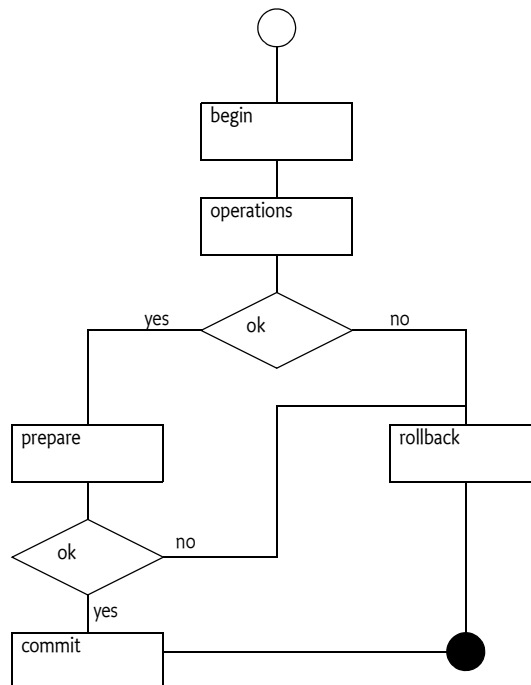 begin
operations
yes
ok
no
prepare
rollback
ok
no
yes
commit